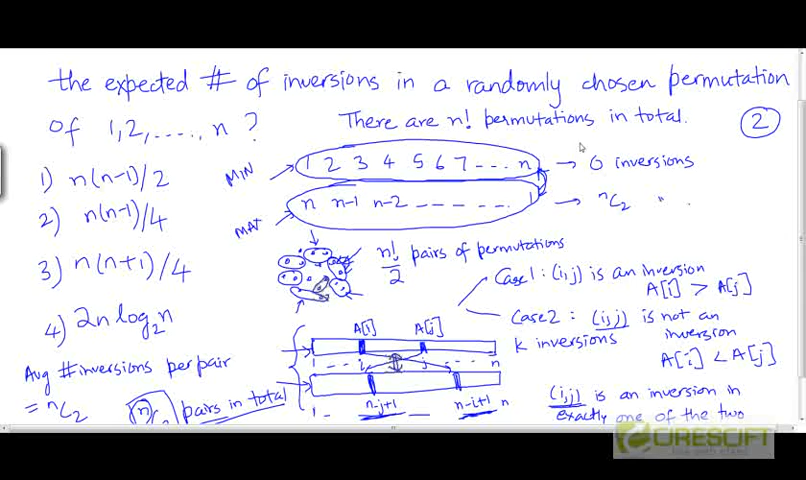 the expected # of inversions in a randomly chosen permutation
of 1,2,....., n ?
There are n! permutations in total.
2
1) n(n-1)/2
2) n(n-1)/4
3) n(n+1)/4
4) 2n log₂n
MIN
1 2 3 4 5 6 7 --- .. n
→ 0 inversions
MAX
n n-1 n-2 ------- 1
→ ⁿC₂ " .
n!/2 pairs of permutations
Case1 : (i,j) is an inversion
A[i] > A[j]
Case2 : (i,j) is not an
inversion
A[i] < A[j]
K inversions
A[i] A[j]
1 --- i j ---- n
n-j+1 n-i+1 n
1-
Avg #inversions per pair
= ⁿC₂
pairs in total
(i,j) is an inversion in
exactly one of the two
CIRESOFT